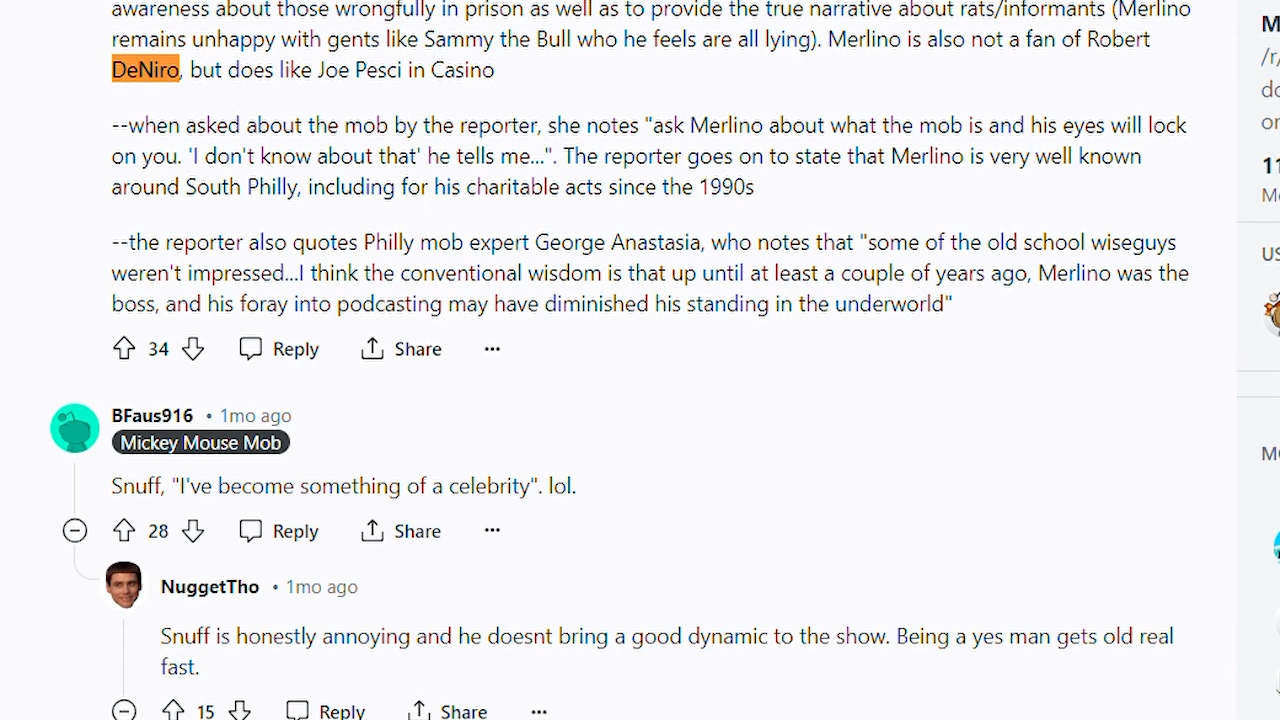 awareness about those wrongfully in prison as well as to provide the true narrative about rats/informants (Merlino
remains unhappy with gents like Sammy the Bull who he feels are all lying). Merlino is also not a fan of Robert
DeNiro, but does like Joe Pesci in Casino
--when asked about the mob by the reporter, she notes "ask Merlino about what the mob is and his eyes will lock
on you. 'I don't know about that' he tells me...". The reporter goes on to state that Merlino is very well known
around South Philly, including for his charitable acts since the 1990s
--the reporter also quotes Philly mob expert George Anastasia, who notes that "some of the old school wiseguys
weren't impressed...I think the conventional wisdom is that up until at least a couple of years ago, Merlino was the
boss, and his foray into podcasting may have diminished his standing in the underworld"
34 Reply Share ...
BFaus916 • 1mo ago
Mickey Mouse Mob
Snuff, "I've become something of a celebrity". lol.
28 Reply Share ...
NuggetTho • 1mo ago
Snuff is honestly annoying and he doesnt bring a good dynamic to the show. Being a yes man gets old real
fast.
15 Reply Share ...
/r/
11
US